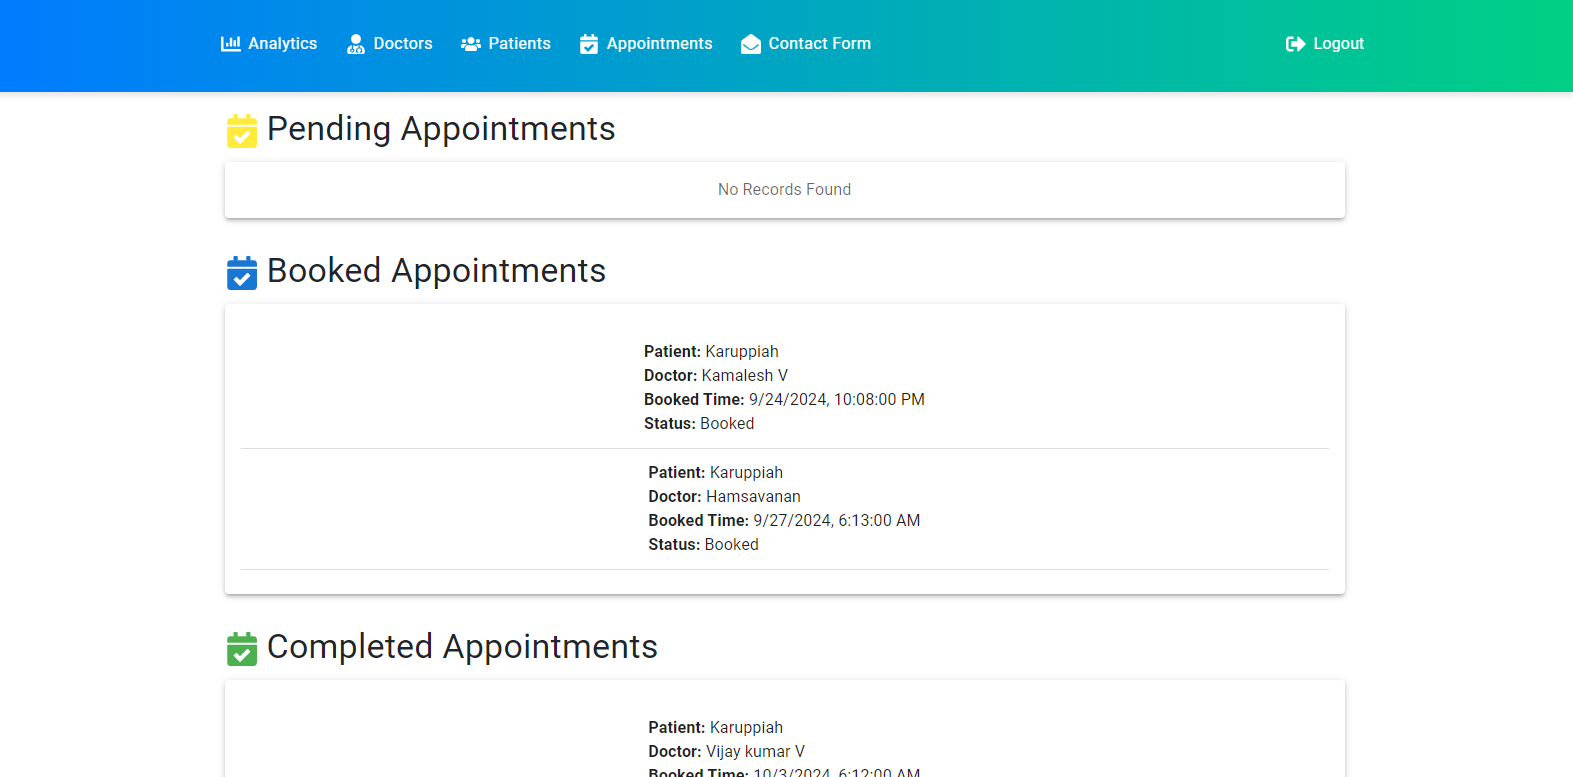 Analytics Doctors Patients Appointments Contact Form Logout
Pending Appointments
No Records Found
Booked Appointments
Patient: Karuppiah
Doctor: Kamalesh V
Booked Time: 9/24/2024, 10:08:00 PM
Status: Booked
Patient: Karuppiah
Doctor: Hamsavanan
Booked Time: 9/27/2024, 6:13:00 AM
Status: Booked
Completed Appointments
Patient: Karuppiah
Doctor: Vijay kumar V
Booked Time: 10/3/2024, 6:12:00 AM